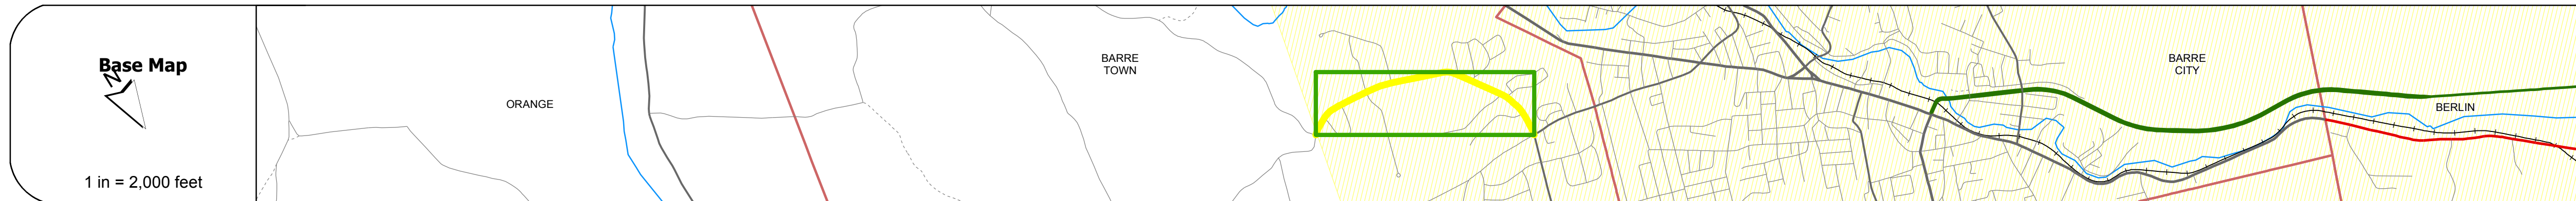 Base Map
N
1 in = 2,000 feet
ORANGE
BARRE
TOWN
BARRE
CITY
BERLIN